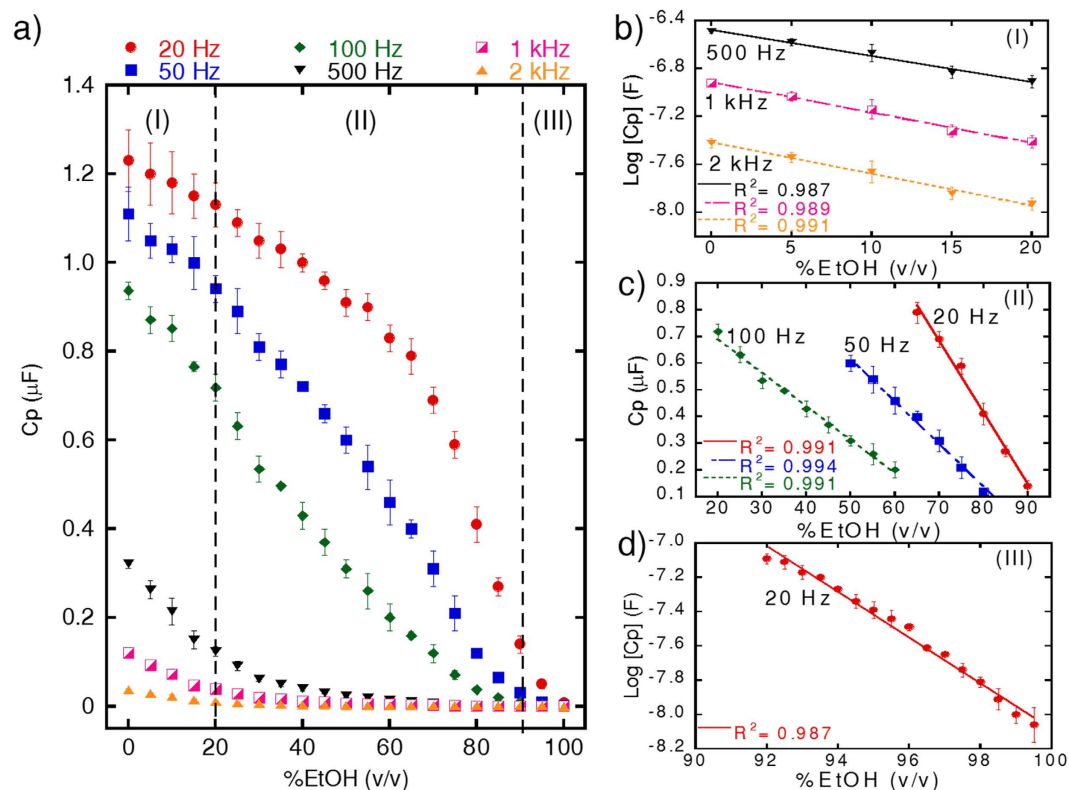 a)
20 Hz
100 Hz
1 kHz
50 Hz
500 Hz
2 kHz
1.4
1.2
1.0
0.8
0.6
0.4
0.2
0
Cp (μF)
(I)
(II)
(III)
0
20
40
60
80
100
%EtOH (v/v)
b)
(I)
500 Hz
1 kHz
2 kHz
R²= 0.987
R²= 0.989
R²= 0.991
-6.4
-6.8
-7.2
-7.6
-8.0
Log [Cp] (F)
0
5
10
15
20
%EtOH (v/v)
c)
(II)
20 Hz
100 Hz
50 Hz
R²= 0.991
R²= 0.994
R²= 0.991
0.9
0.8
0.7
0.6
0.5
0.4
0.3
0.2
0.1
Cp (μF)
20
30
40
50
60
70
80
90
%EtOH (v/v)
d)
(III)
20 Hz
R²= 0.987
-7.0
-7.2
-7.4
-7.6
-7.8
-8.0
-8.2
Log [Cp] (F)
90
92
94
96
98
100
%EtOH (v/v)